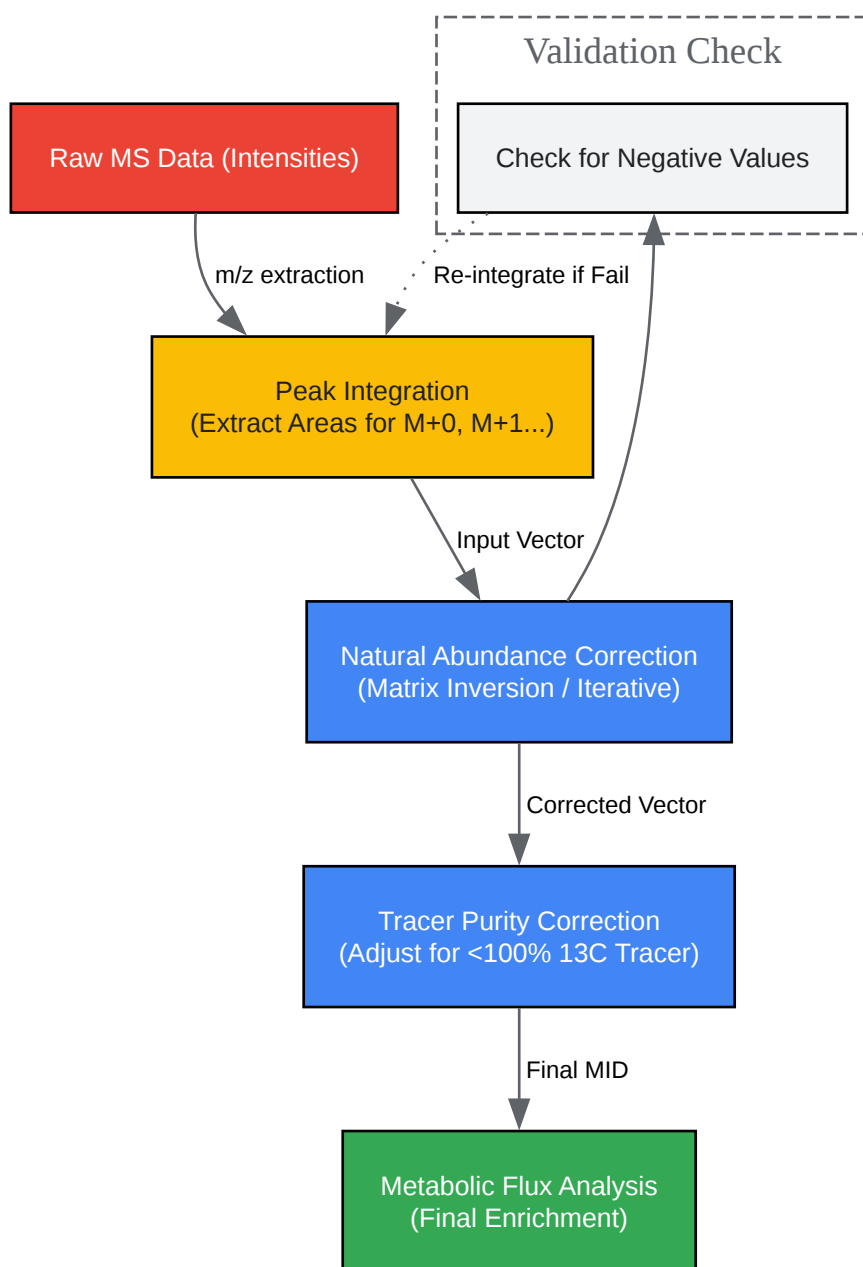 Validation Check
Raw MS Data (Intensities)
Check for Negative Values
m/z extraction
Re-integrate if Fail
Peak Integration
(Extract Areas for M+0, M+1...)
Input Vector
Natural Abundance Correction
(Matrix Inversion / Iterative)
Corrected Vector
Tracer Purity Correction
(Adjust for <100% 13C Tracer)
Final MID
Metabolic Flux Analysis
(Final Enrichment)